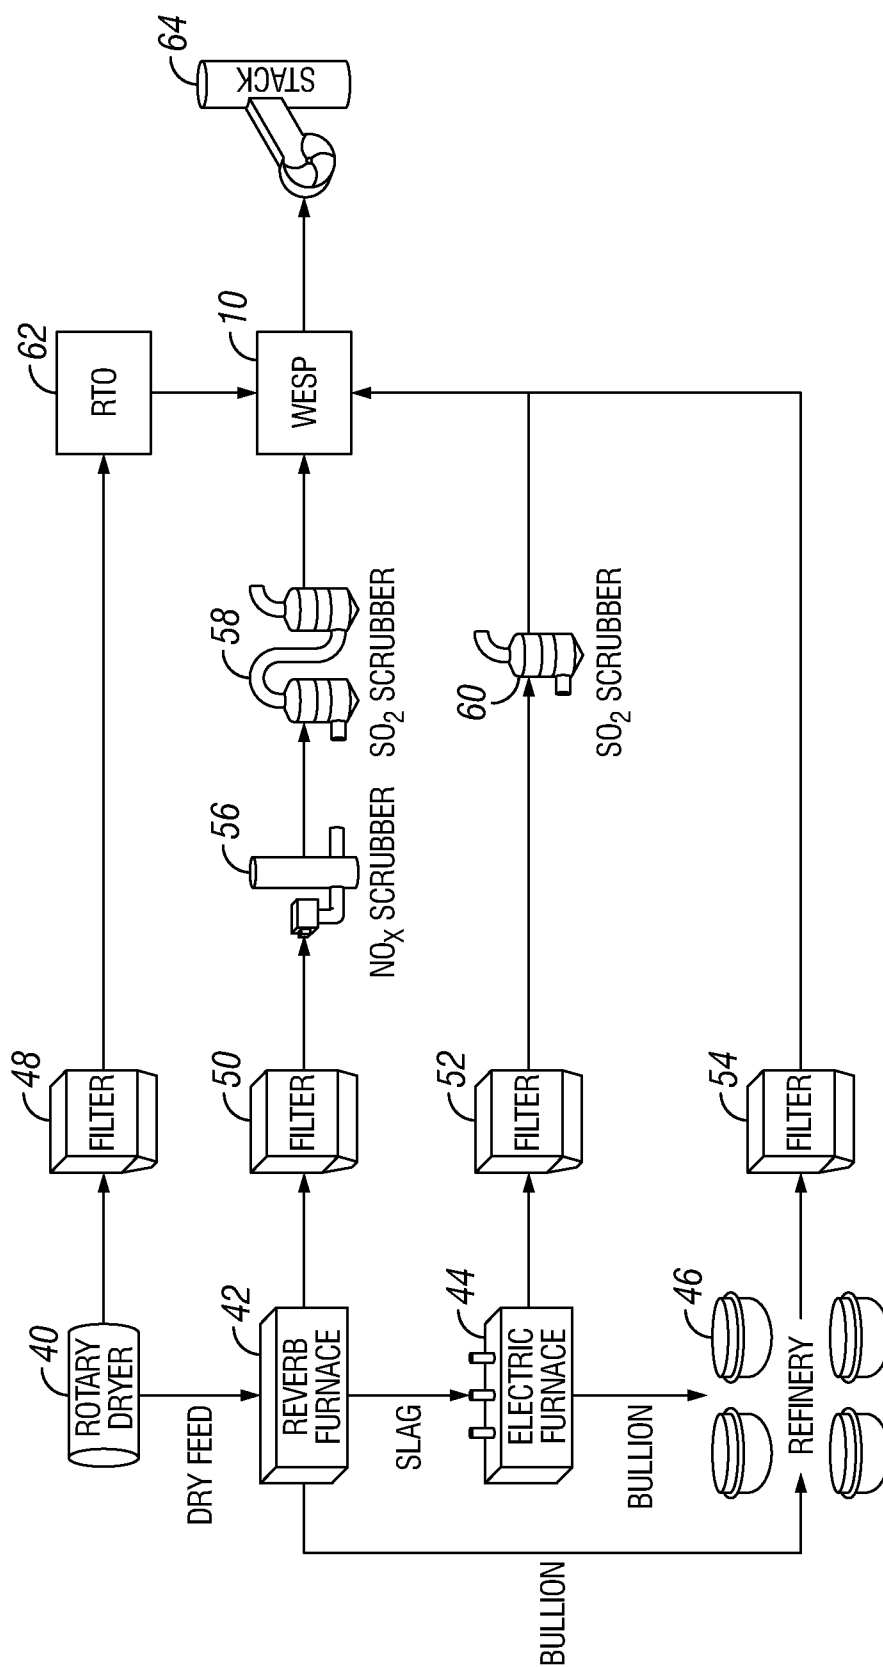 40
ROTARY
DRYER
48
FILTER
62
RTO
DRY FEED
42
REVERB
FURNACE
50
FILTER
56
NOX SCRUBBER
58
SO2 SCRUBBER
10
WESP
64
STACK
SLAG
44
ELECTRIC
FURNACE
52
FILTER
60
SO2 SCRUBBER
BULLION
BULLION
46
REFINERY
54
FILTER